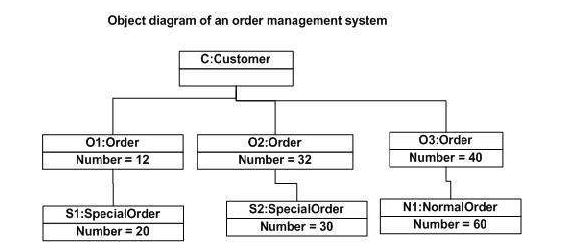 Object diagram of an order management system
C:Customer
O1:Order
Number = 12
O2:Order
Number = 32
O3:Order
Number = 40
S1:SpecialOrder
Number = 20
S2:SpecialOrder
Number = 30
N1:NormalOrder
Number = 60